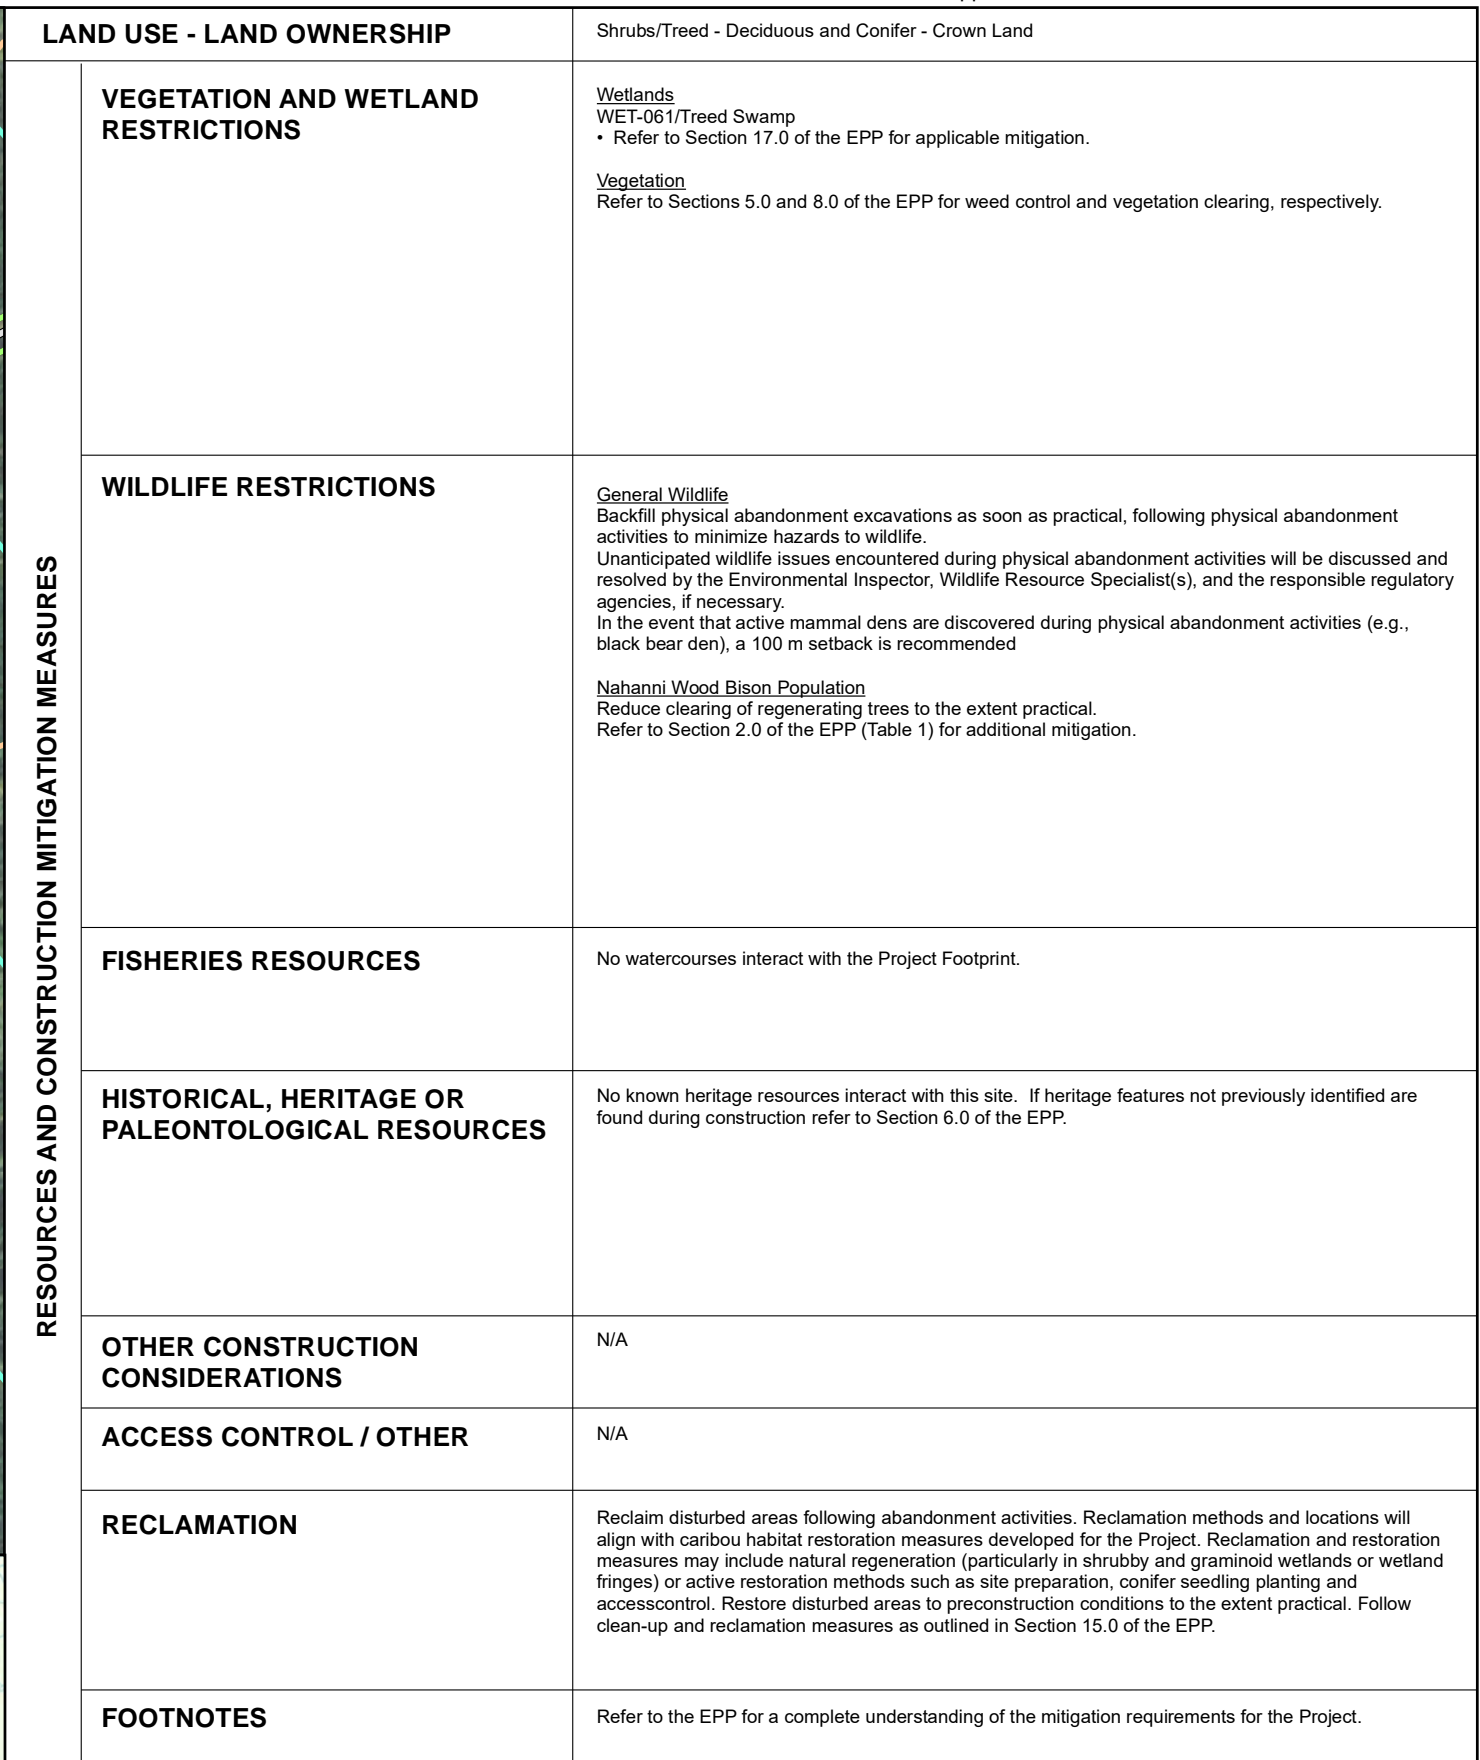 LAND USE - LAND OWNERSHIP
Shrubs/Treed - Deciduous and Conifer - Crown Land
RESOURCES AND CONSTRUCTION MITIGATION MEASURES
VEGETATION AND WETLAND
RESTRICTIONS
Wetlands
WET-061/Treed Swamp
• Refer to Section 17.0 of the EPP for applicable mitigation.
Vegetation
Refer to Sections 5.0 and 8.0 of the EPP for weed control and vegetation clearing, respectively.
WILDLIFE RESTRICTIONS
General Wildlife
Backfill physical abandonment excavations as soon as practical, following physical abandonment
activities to minimize hazards to wildlife.
Unanticipated wildlife issues encountered during physical abandonment activities will be discussed and
resolved by the Environmental Inspector, Wildlife Resource Specialist(s), and the responsible regulatory
agencies, if necessary.
In the event that active mammal dens are discovered during physical abandonment activities (e.g.,
black bear den), a 100 m setback is recommended
Nahanni Wood Bison Population
Reduce clearing of regenerating trees to the extent practical.
Refer to Section 2.0 of the EPP (Table 1) for additional mitigation.
FISHERIES RESOURCES
No watercourses interact with the Project Footprint.
HISTORICAL, HERITAGE OR
PALEONTOLOGICAL RESOURCES
No known heritage resources interact with this site.  If heritage features not previously identified are
found during construction refer to Section 6.0 of the EPP.
OTHER CONSTRUCTION
CONSIDERATIONS
N/A
ACCESS CONTROL / OTHER
N/A
RECLAMATION
Reclaim disturbed areas following abandonment activities. Reclamation methods and locations will
align with caribou habitat restoration measures developed for the Project. Reclamation and restoration
measures may include natural regeneration (particularly in shrubby and graminoid wetlands or wetland
fringes) or active restoration methods such as site preparation, conifer seedling planting and
accesscontrol. Restore disturbed areas to preconstruction conditions to the extent practical. Follow
clean-up and reclamation measures as outlined in Section 15.0 of the EPP.
FOOTNOTES
Refer to the EPP for a complete understanding of the mitigation requirements for the Project.